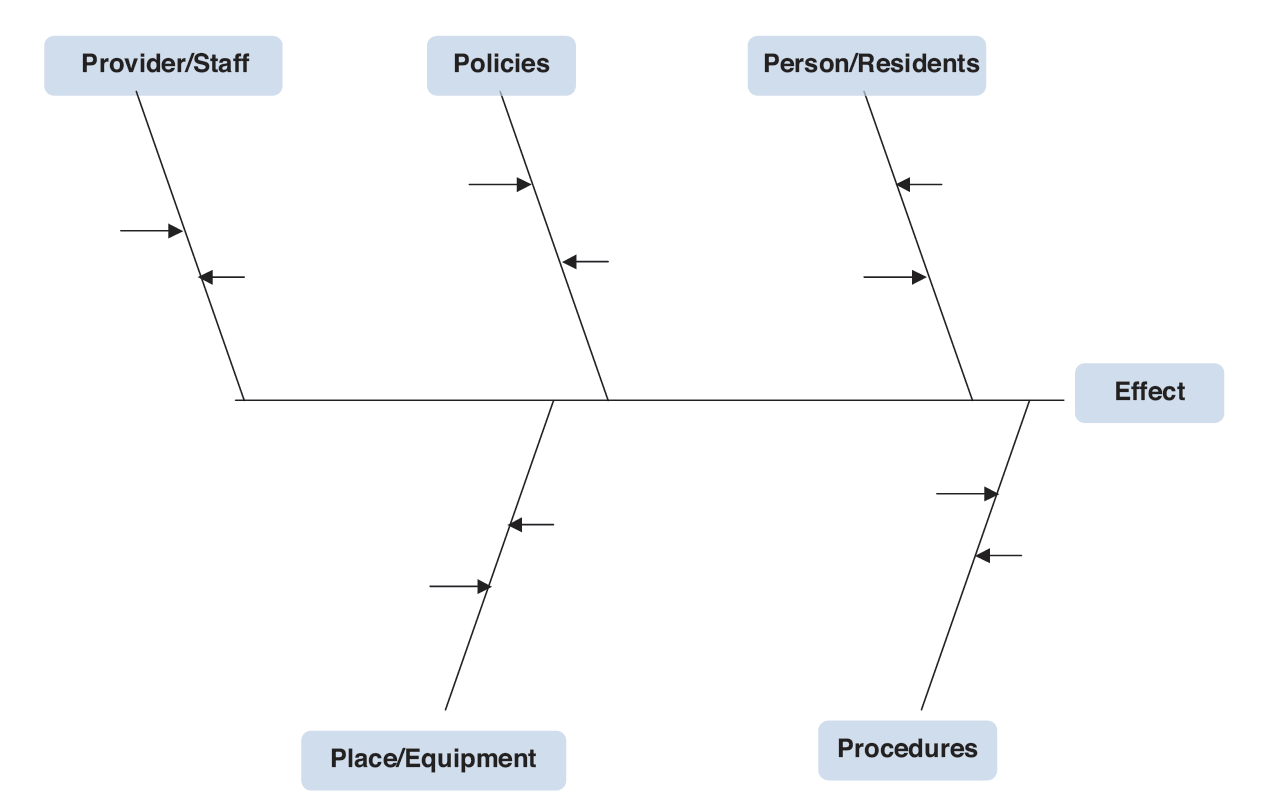 Provider/Staff
Policies
Person/Residents
Effect
Place/Equipment
Procedures